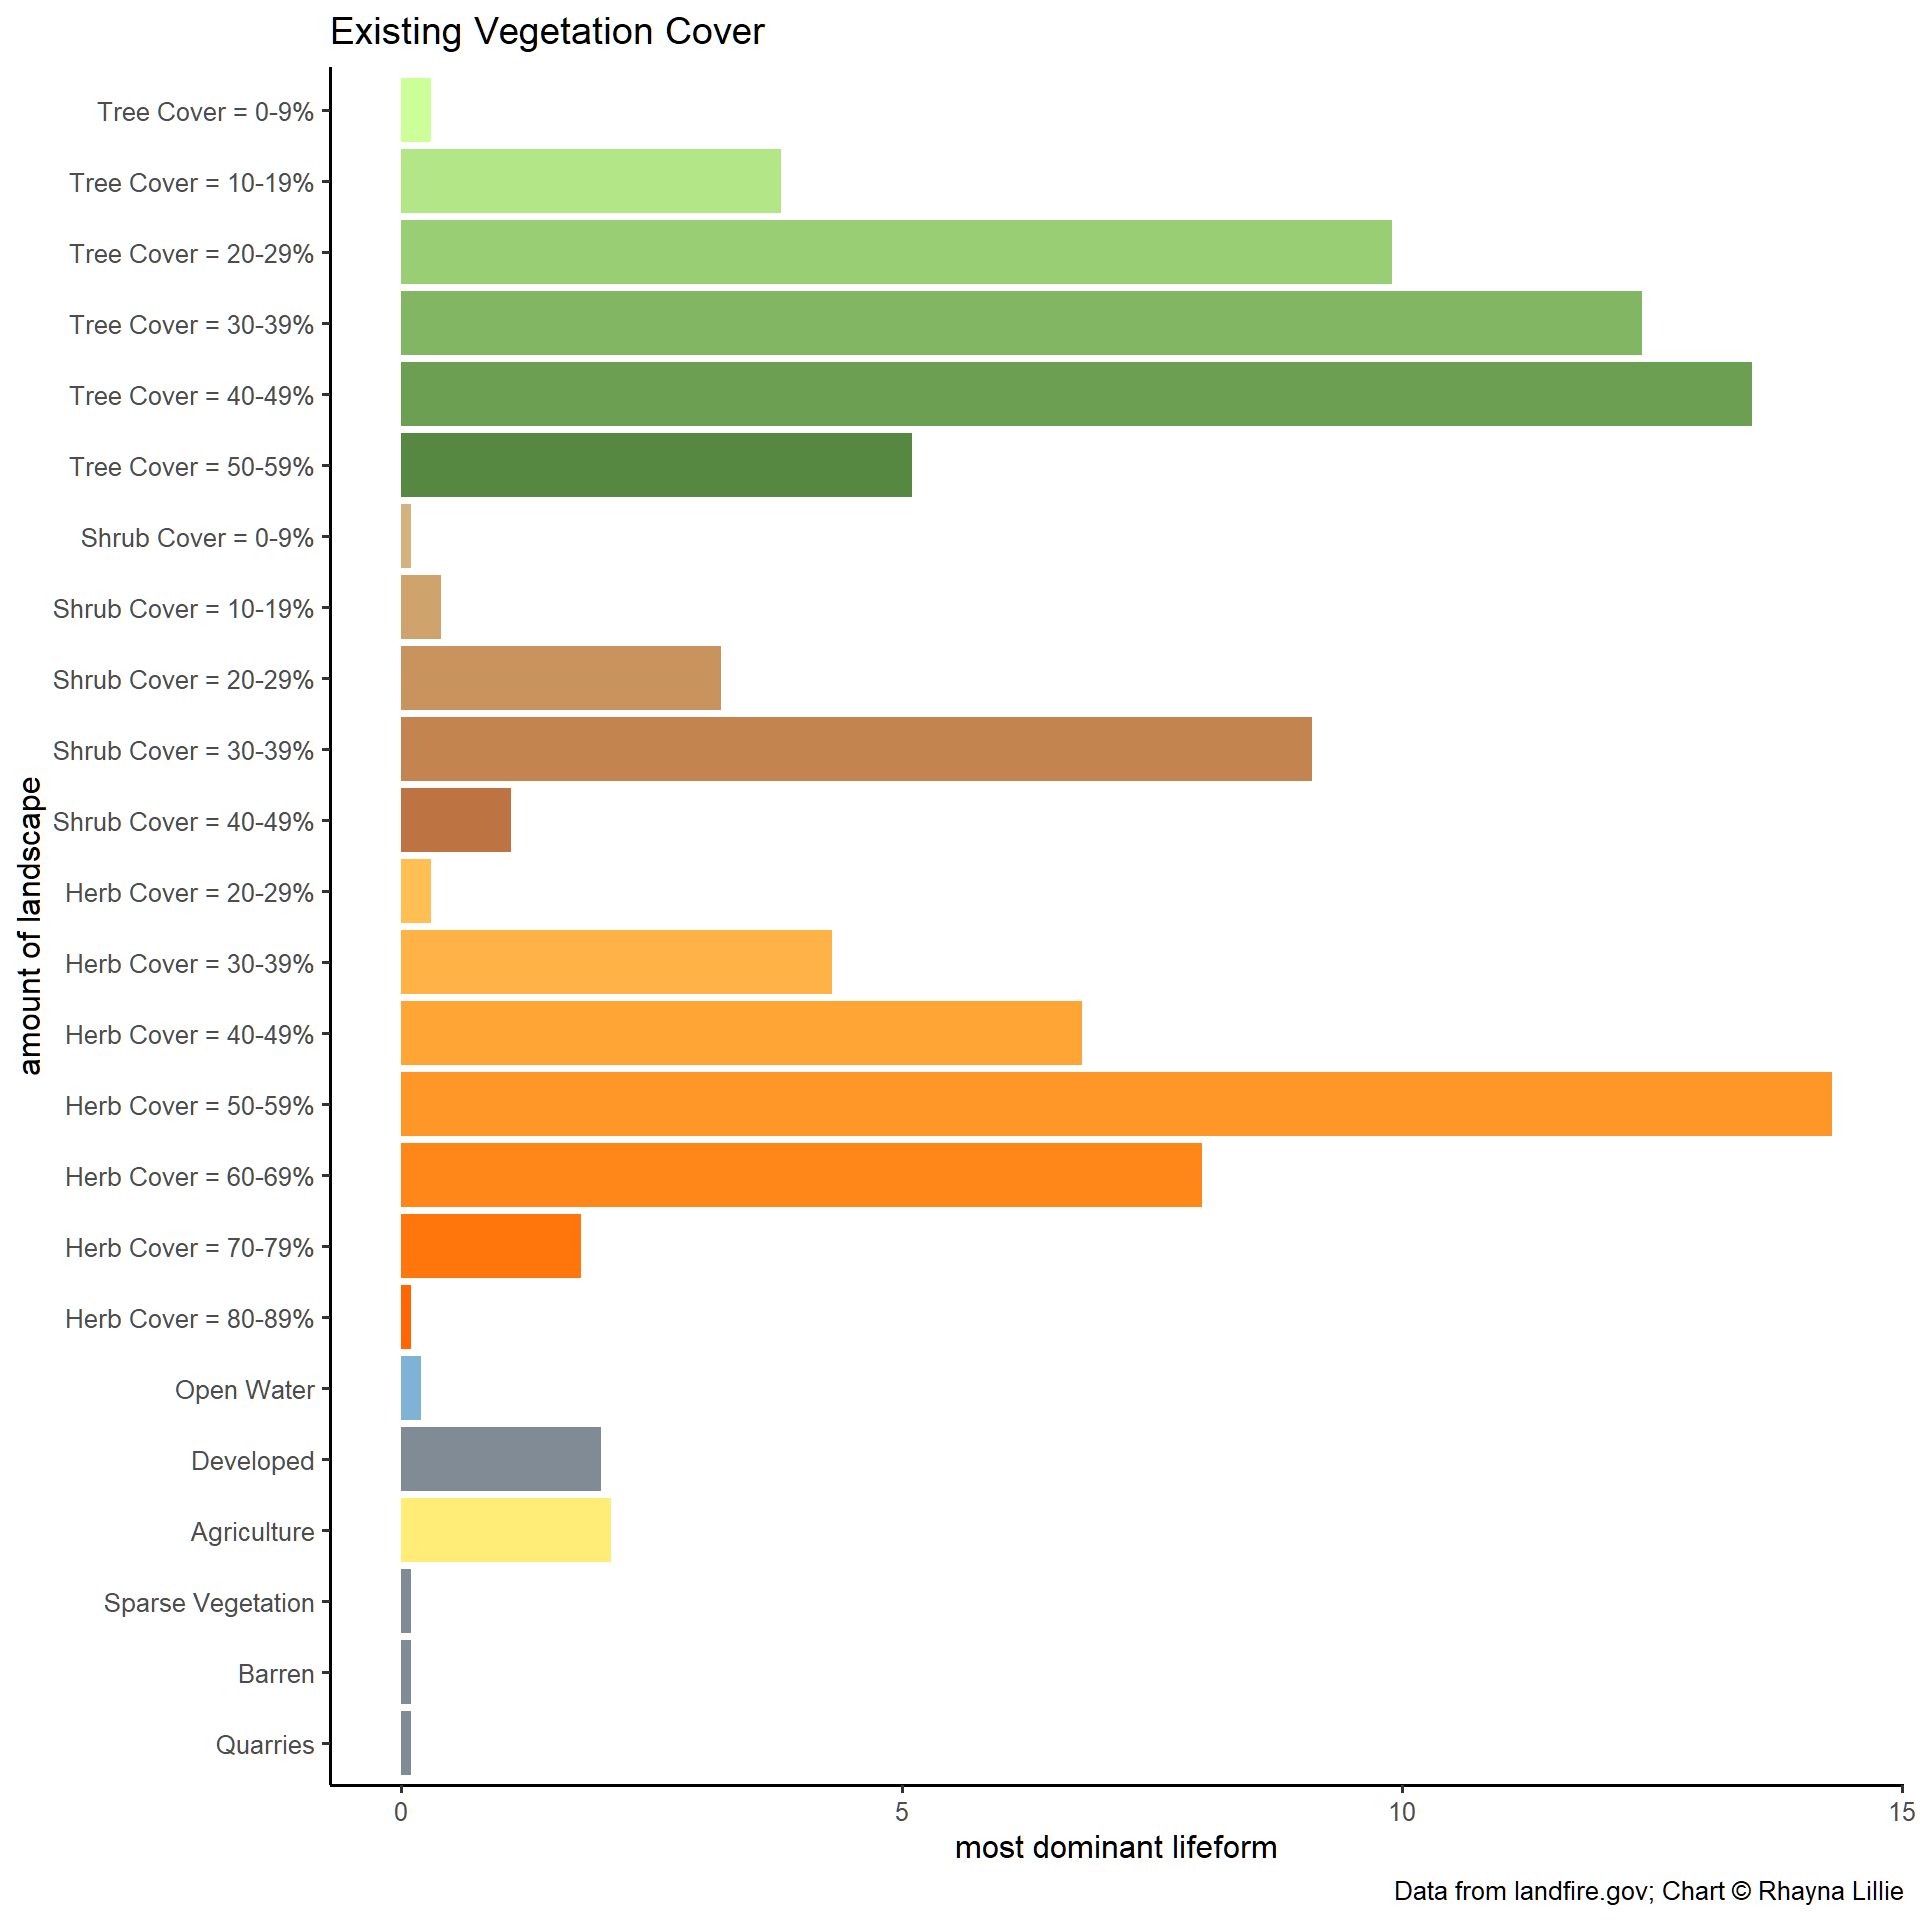 Existing Vegetation Cover
Tree Cover = 0-9%
Tree Cover = 10-19%
Tree Cover = 20-29%
Tree Cover = 30-39%
Tree Cover = 40-49%
Tree Cover = 50-59%
Shrub Cover = 0-9%
Shrub Cover = 10-19%
Shrub Cover = 20-29%
Shrub Cover = 30-39%
Shrub Cover = 40-49%
Herb Cover = 20-29%
Herb Cover = 30-39%
Herb Cover = 40-49%
Herb Cover = 50-59%
Herb Cover = 60-69%
Herb Cover = 70-79%
Herb Cover = 80-89%
Open Water
Developed
Agriculture
Sparse Vegetation
Barren
Quarries
amount of landscape
0 5 10 15
most dominant lifeform
Data from landfire.gov; Chart © Rhayna Lillie